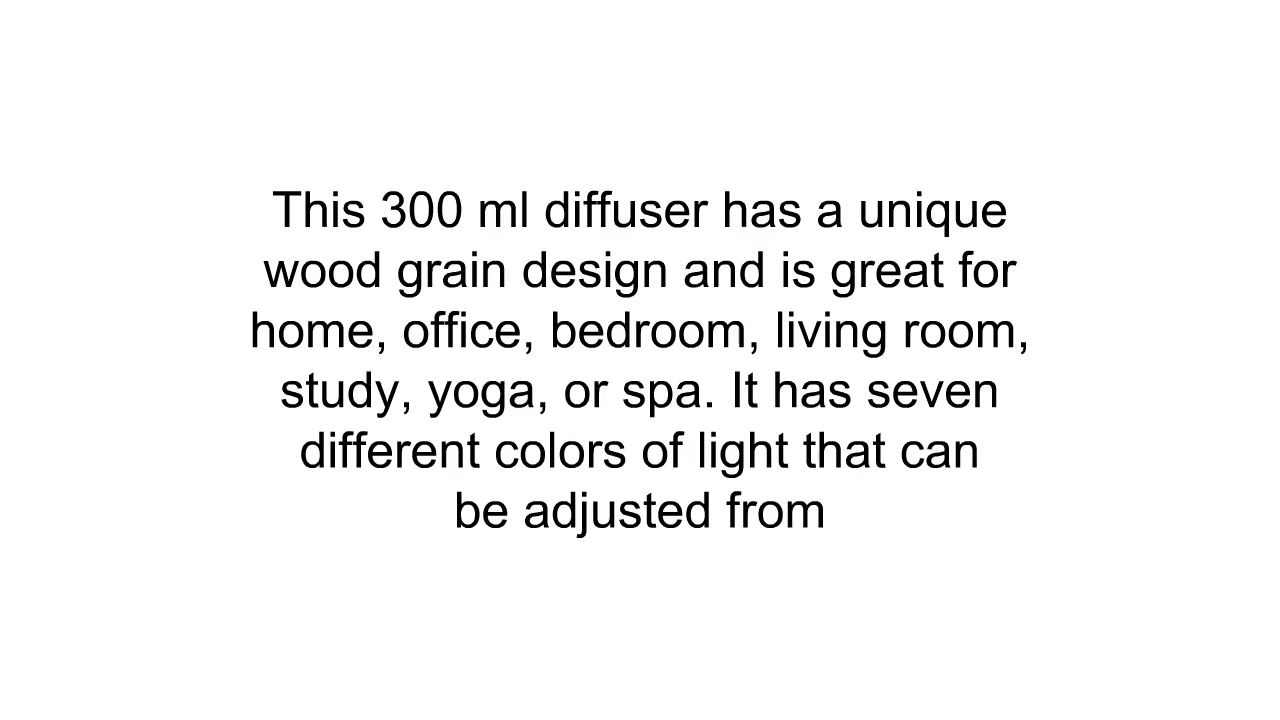 This 300 ml diffuser has a unique
wood grain design and is great for
home, office, bedroom, living room,
study, yoga, or spa. It has seven
different colors of light that can
be adjusted from